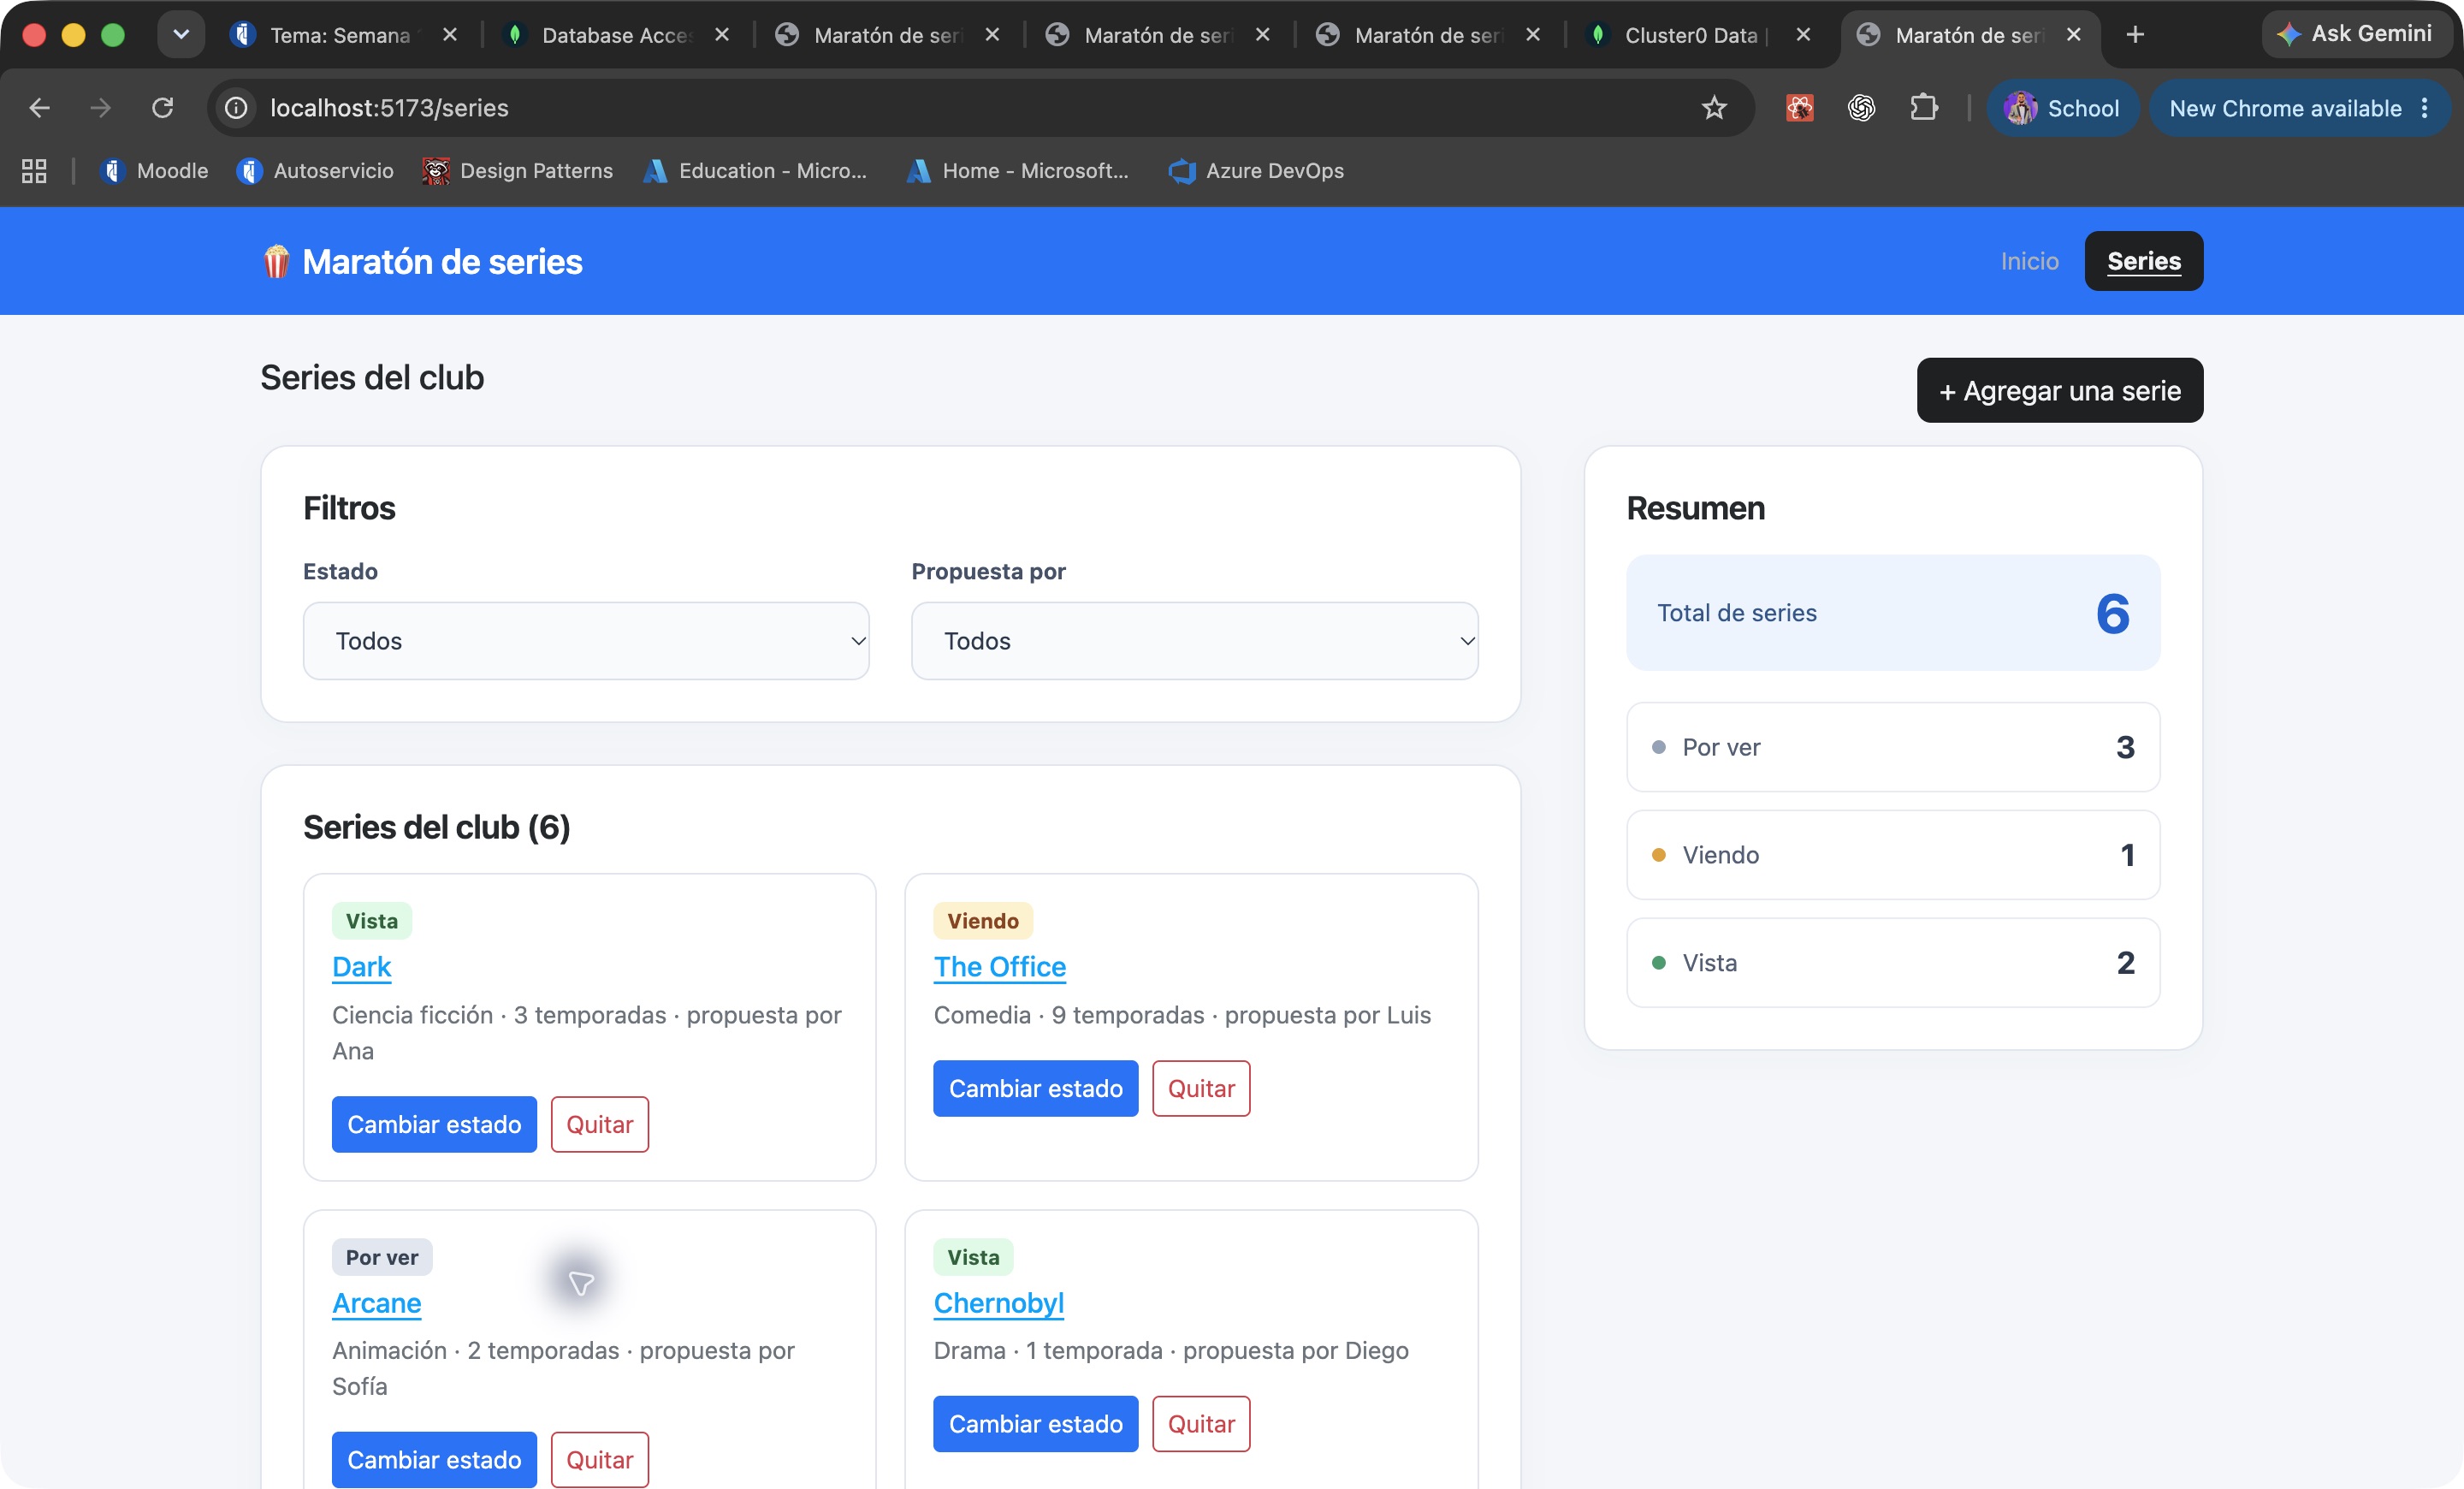 Tema: Semana
Database Acces
Maratón de seri
Maratón de seri
Maratón de seri
Cluster0 Data |
Maratón de seri
Ask Gemini
localhost:5173/series
School
New Chrome available
Moodle
Autoservicio
Design Patterns
Education - Micro...
Home - Microsoft...
Azure DevOps
Maratón de series
Inicio
Series
Series del club
+ Agregar una serie
Filtros
Estado
Propuesta por
Todos
Todos
Resumen
Total de series
6
Por ver
3
Viendo
1
Vista
2
Series del club (6)
Vista
Dark
Ciencia ficción · 3 temporadas · propuesta por
Ana
Cambiar estado
Quitar
Viendo
The Office
Comedia · 9 temporadas · propuesta por Luis
Cambiar estado
Quitar
Por ver
Arcane
Animación · 2 temporadas · propuesta por
Sofía
Cambiar estado
Quitar
Vista
Chernobyl
Drama · 1 temporada · propuesta por Diego
Cambiar estado
Quitar